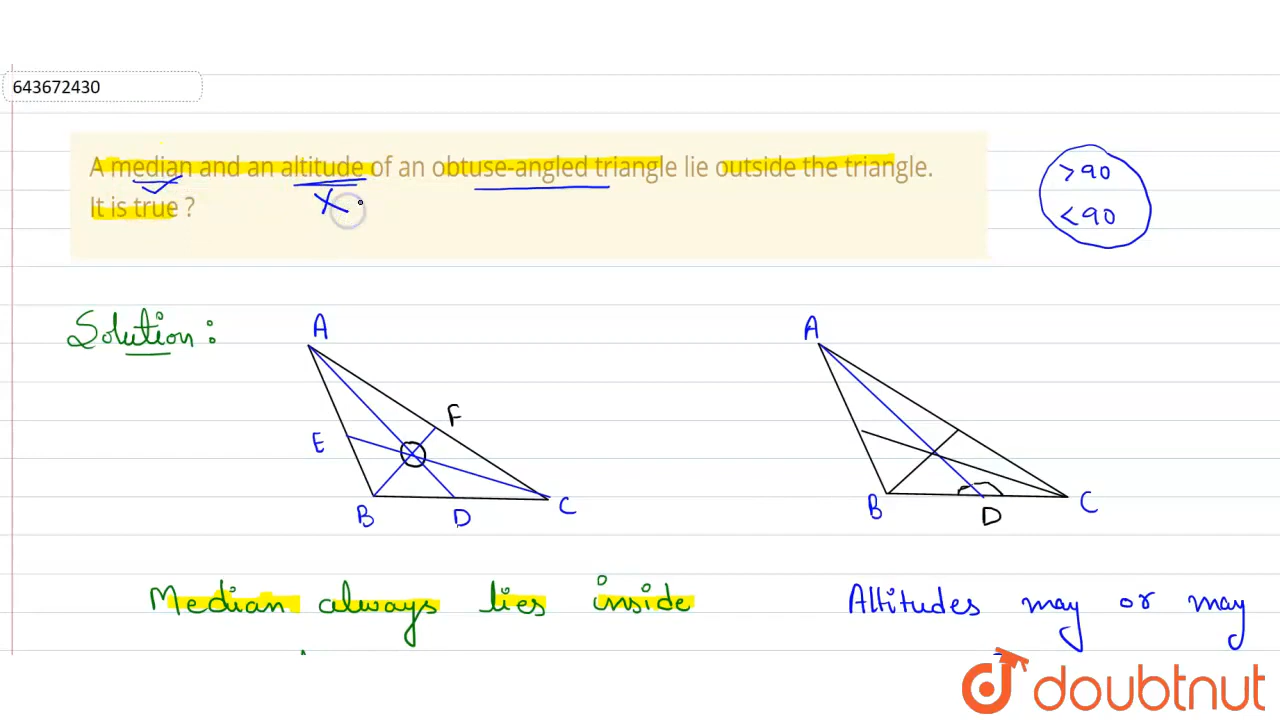 643672430
A median and an altitude of an obtuse-angled triangle lie outside the triangle.
It is true ?
>90
<90
Solution:
A
F
E
B
D
C
A
B
D
C
Median always lies inside
Altitudes may or may
doubtnut